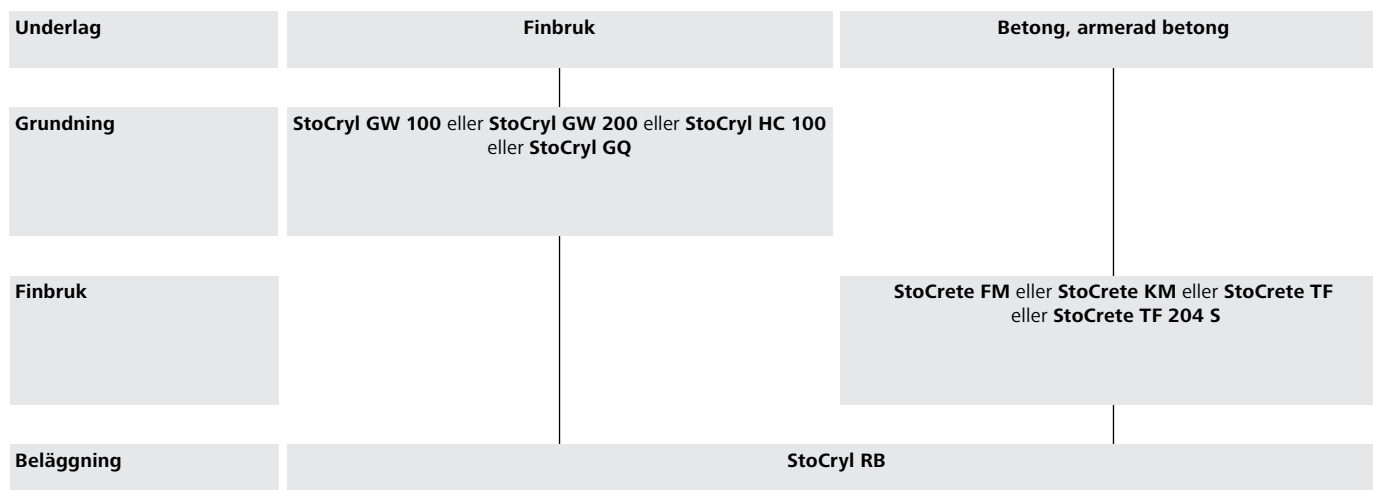 Underlag
Finbruk
Betong, armerad betong
Grundning
StoCryl GW 100 eller StoCryl GW 200 eller StoCryl HC 100
eller StoCryl GQ
Finbruk
StoCrete FM eller StoCrete KM eller StoCrete TF
eller StoCrete TF 204 S
Beläggning
StoCryl RB